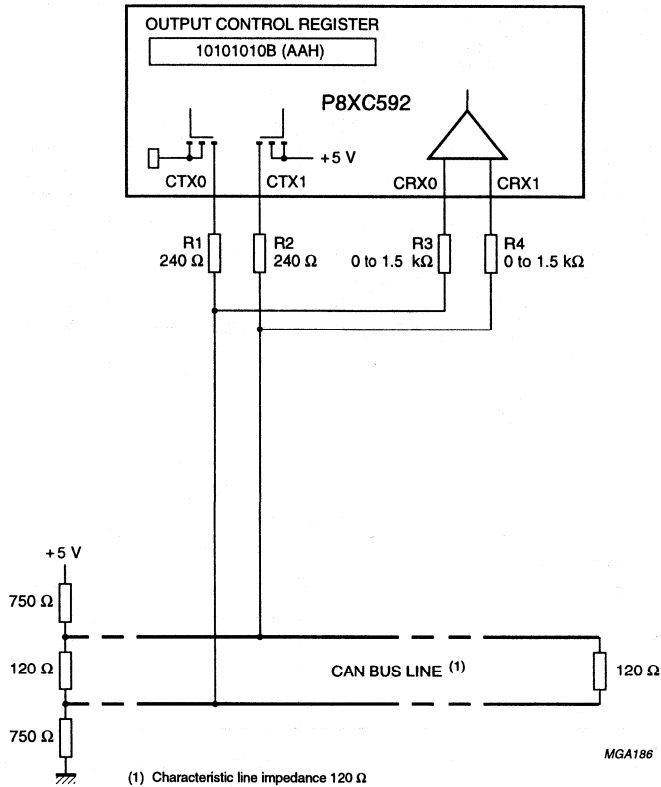 OUTPUT CONTROL REGISTER
10101010B (AAH)
P8XC592
+5 V
CTX0
CTX1
CRX0
CRX1
R1
240 Ω
R2
240 Ω
R3
0 to 1.5 kΩ
R4
0 to 1.5 kΩ
+5 V
750 Ω
120 Ω
CAN BUS LINE (1)
120 Ω
750 Ω
MGA186
(1) Characteristic line impedance 120 Ω